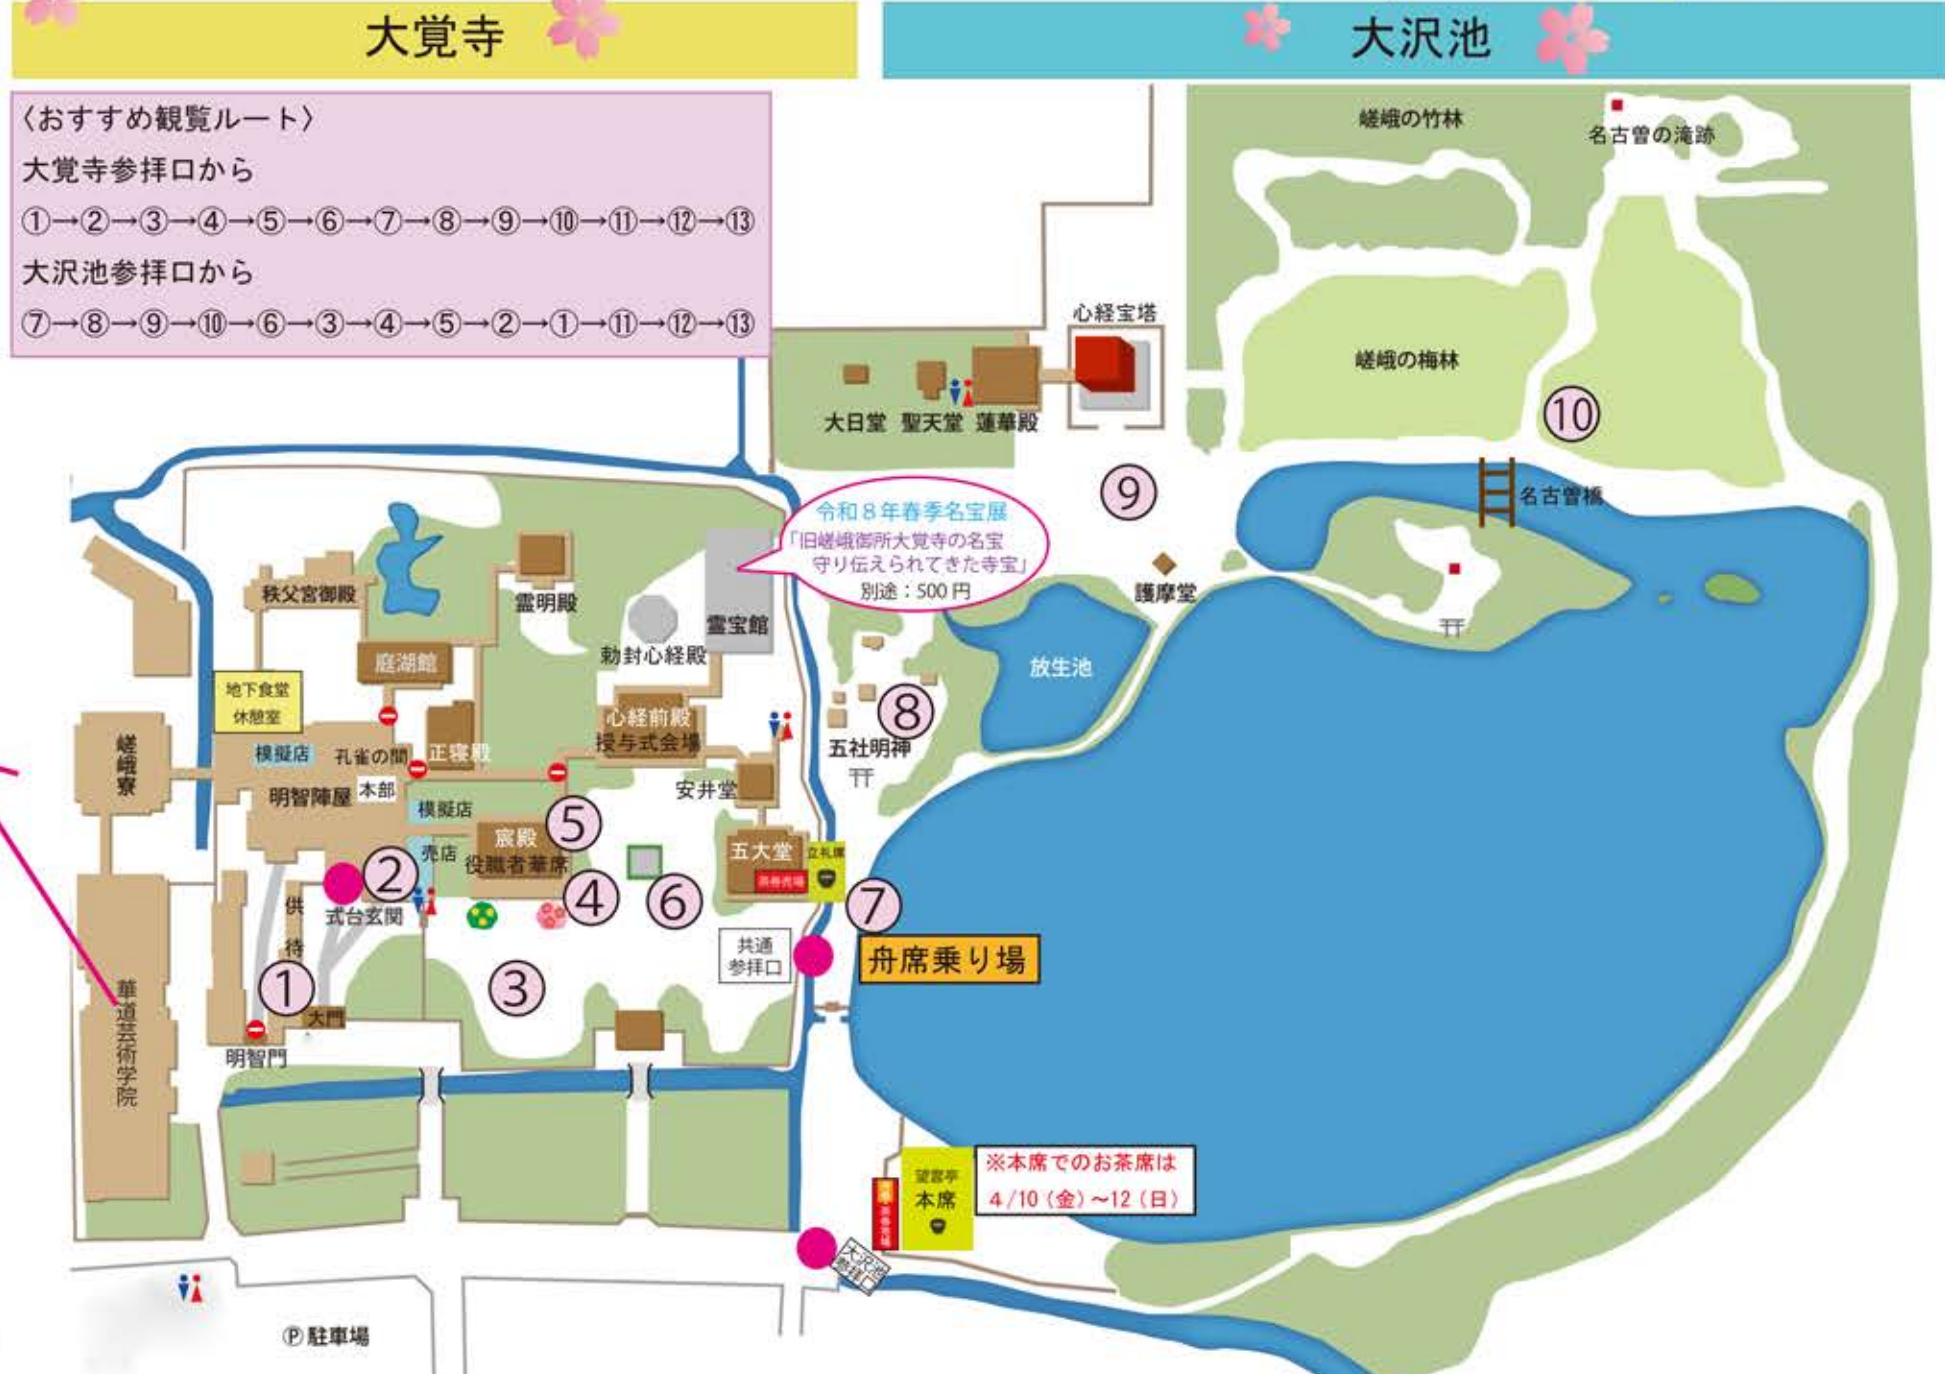 大覚寺
大沢池
〈おすすめ観覧ルート〉
大覚寺参拝口から
①→②→③→④→⑤→⑥→⑦→⑧→⑨→⑩→⑪→⑫→⑬
大沢池参拝口から
⑦→⑧→⑨→⑩→⑥→③→④→⑤→②→①→⑪→⑫→⑬
嵯峨の竹林
名古曽の滝跡
心経宝塔
嵯峨の梅林
大日堂
聖天堂
蓮華殿
⑩
⑨
名古曽橋
令和８年春季名宝展
「旧嵯峨御所大覚寺の名宝
守り伝えられてきた寺宝」
別途：500円
秩父宮御殿
霊明殿
霊宝館
勅封心経殿
護摩堂
庭湖館
放生池
地下食堂
休憩室
心経前殿
授与式会場
⑧
五社明神
嵯峨寮
模擬店
孔雀の間
正寝殿
明智陣屋
本部
安井堂
模擬店
⑤
宸殿
役職者華席
売店
五大堂
立礼席
茶券売場
②
④
⑥
⑦
式台玄関
供待
共通
参拝口
舟席乗り場
①
③
大門
華道芸術学院
明智門
望雲亭
本席
※本席でのお茶席は
４/10（金）～12（日）
大沢池
参拝口
Ⓟ駐車場